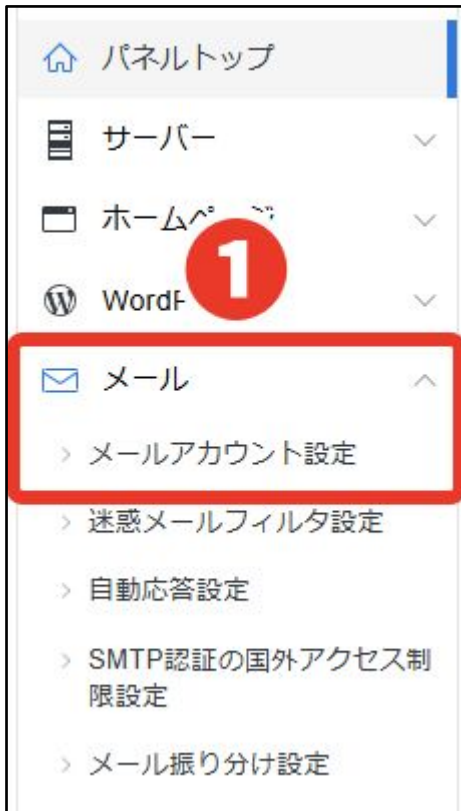 パネルトップ
サーバー
ホーム
1
メール
メールアカウント設定
迷惑メールフィルタ設定
自動応答設定
SMTP認証の国外アクセス制
限設定
メール振り分け設定